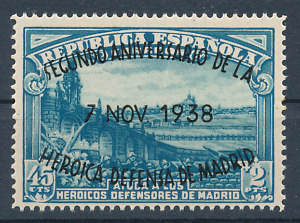 REPUBLICA ESPAÑOLA
SEGUNDO ANIVERSARIO DE LA
7 NOV. 1938
HEROICA DEFENSA DE MADRID
45 CTS
2 PTS
HEROICOS DEFENSORES DE MADRID